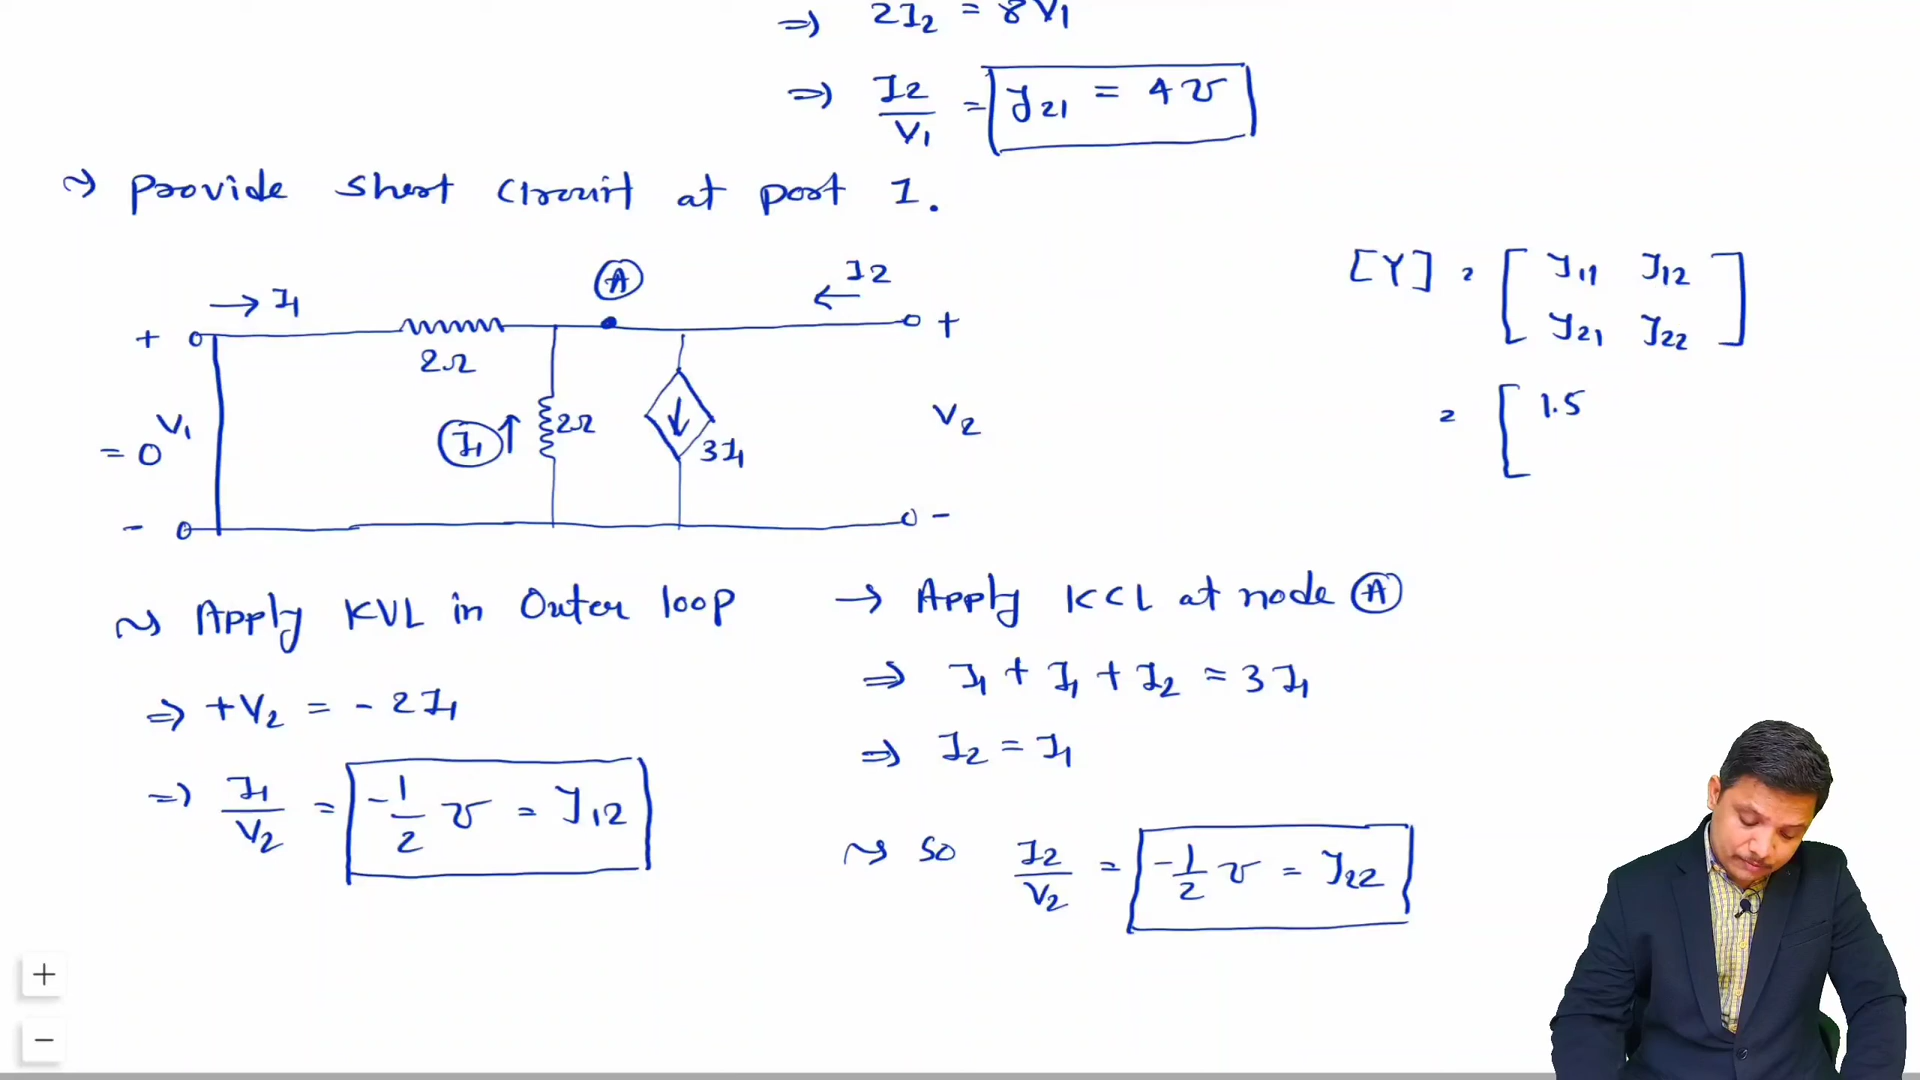 => 2I2 = 8V1
=> I2/V1 = y21 = 4 ℧
~> Provide short circuit at port 1.
A
I2
-> I1
[Y] = [ y11 y12
y21 y22 ]
+
+
2Ω
= [ 1.5
V1
= 0
I1
2Ω
3I1
V2
-
-
~> Apply KVL in Outer loop
=> +V2 = - 2I1
=> I1/V2 = -1/2 ℧ = y12
-> Apply KCL at node A
=> I1 + I1 + I2 = 3I1
=> I2 = I1
~> so I2/V2 = -1/2 ℧ = y22
+
−